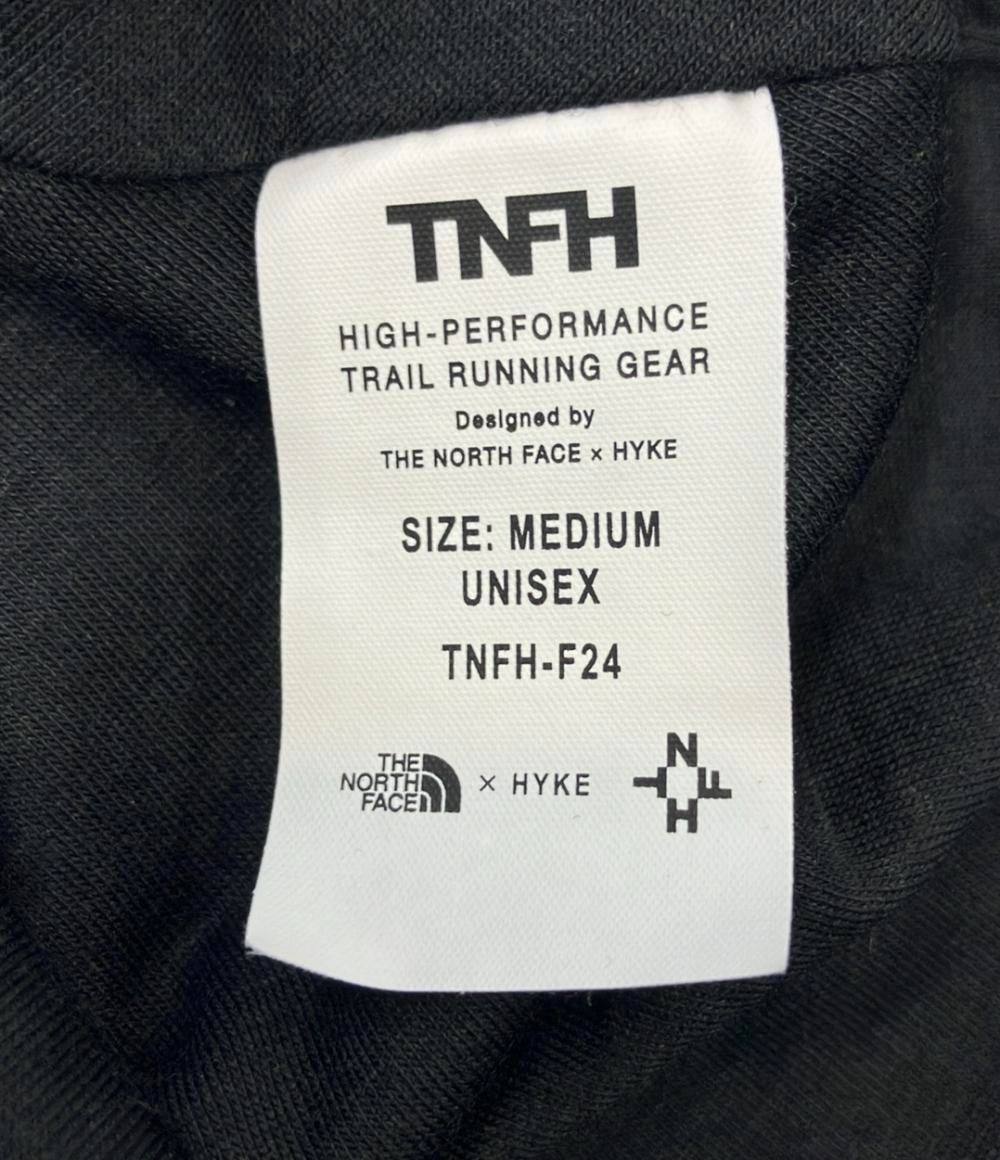 TNFH
HIGH-PERFORMANCE
TRAIL RUNNING GEAR
Designed by
THE NORTH FACE × HYKE
SIZE: MEDIUM
UNISEX
TNFH-F24
THE
NORTH
FACE
× HYKE
N
T F
H